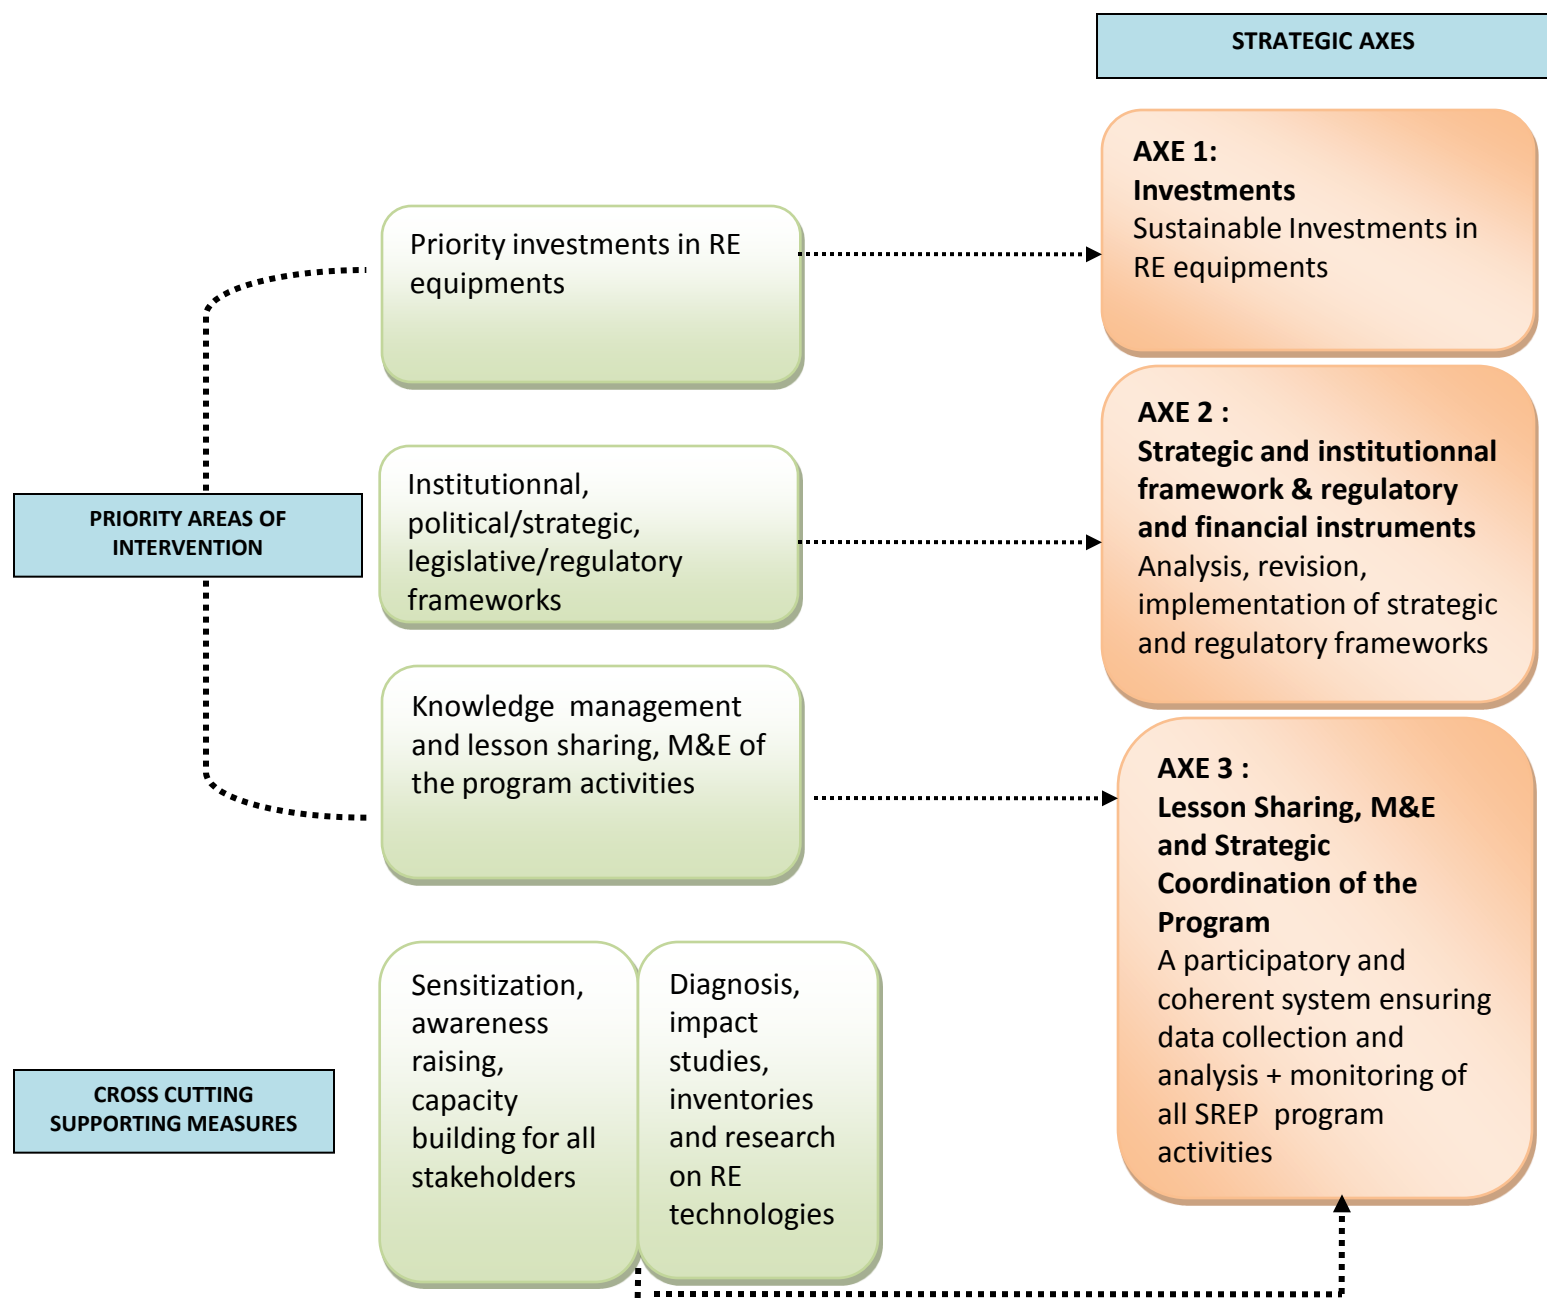 STRATEGIC AXES
AXE 1:
Investments
Sustainable Investments in
RE equipments
Priority investments in RE
equipments
AXE 2 :
Strategic and institutionnal
framework & regulatory
and financial instruments
Analysis, revision,
implementation of strategic
and regulatory frameworks
Institutionnal,
political/strategic,
legislative/regulatory
frameworks
PRIORITY AREAS OF
INTERVENTION
Knowledge  management
and lesson sharing, M&E of
the program activities
AXE 3 :
Lesson Sharing, M&E
and Strategic
Coordination of the
Program
A participatory and
coherent system ensuring
data collection and
analysis + monitoring of
all SREP  program
activities
Sensitization,
awareness
raising,
capacity
building for all
stakeholders
Diagnosis,
impact
studies,
inventories
and research
on RE
technologies
CROSS CUTTING
SUPPORTING MEASURES